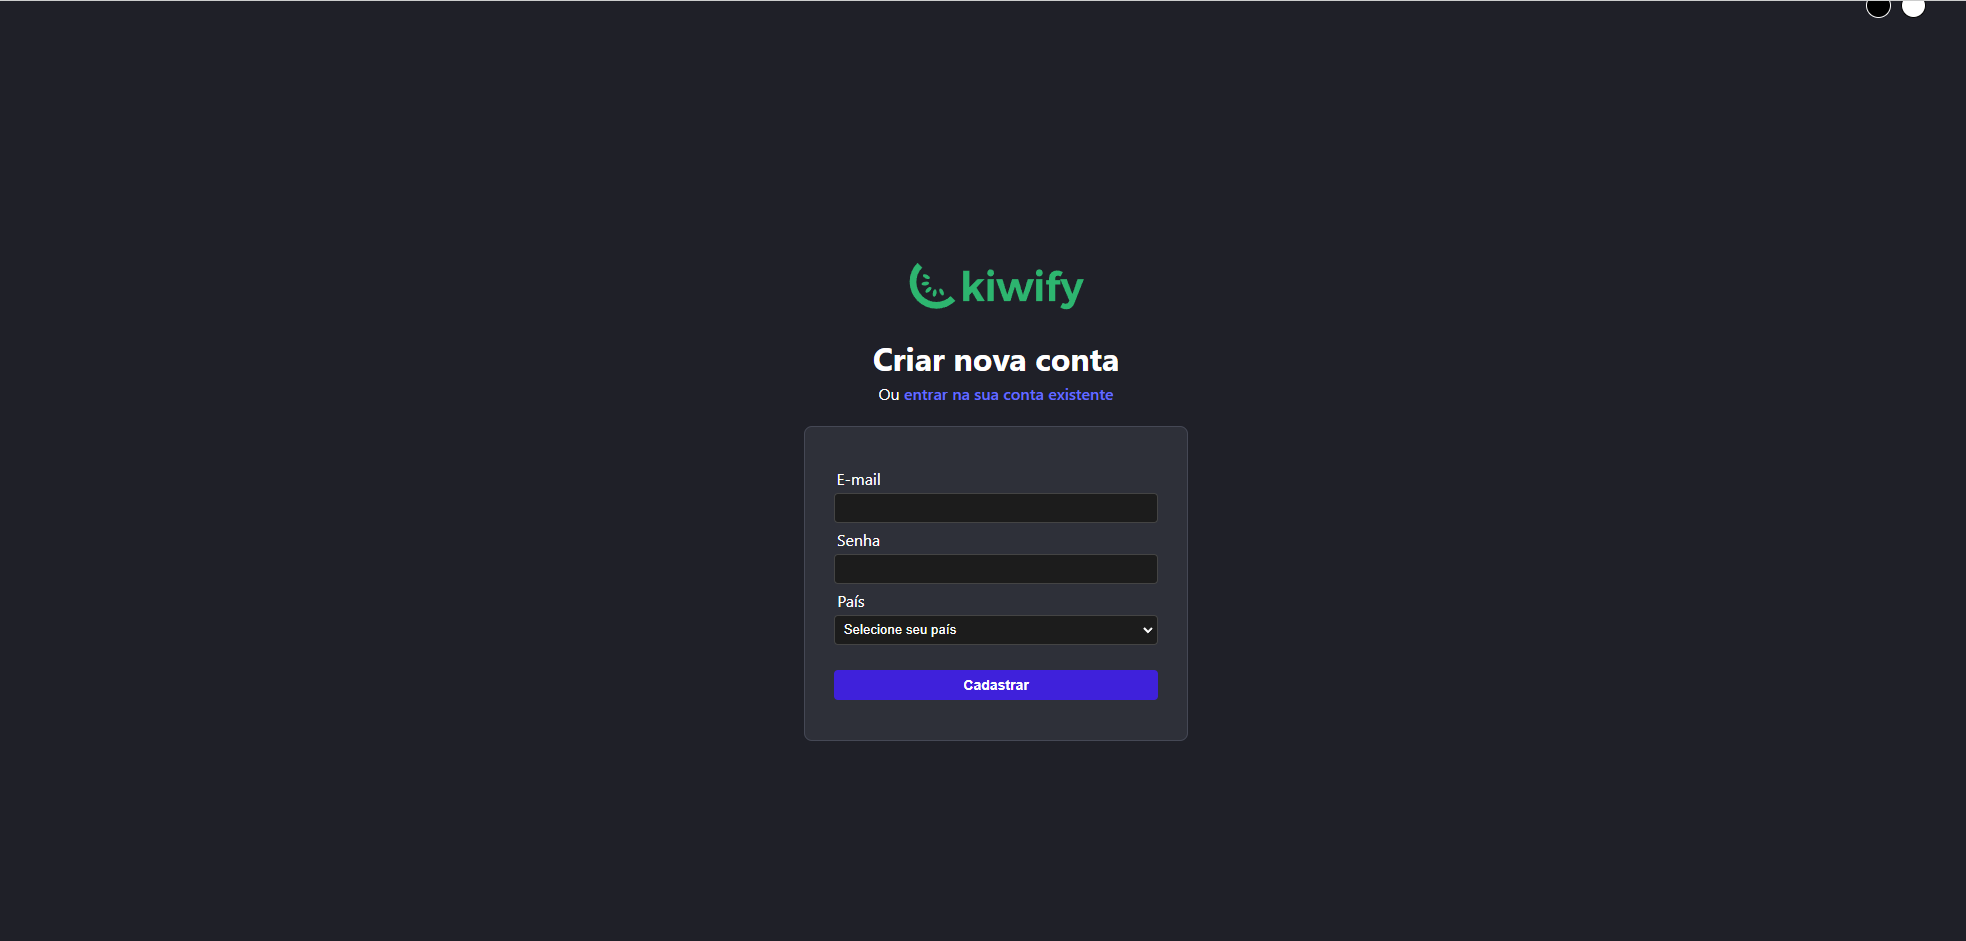 kiwify
Criar nova conta
Ou entrar na sua conta existente
E-mail
Senha
País
Selecione seu país
Cadastrar